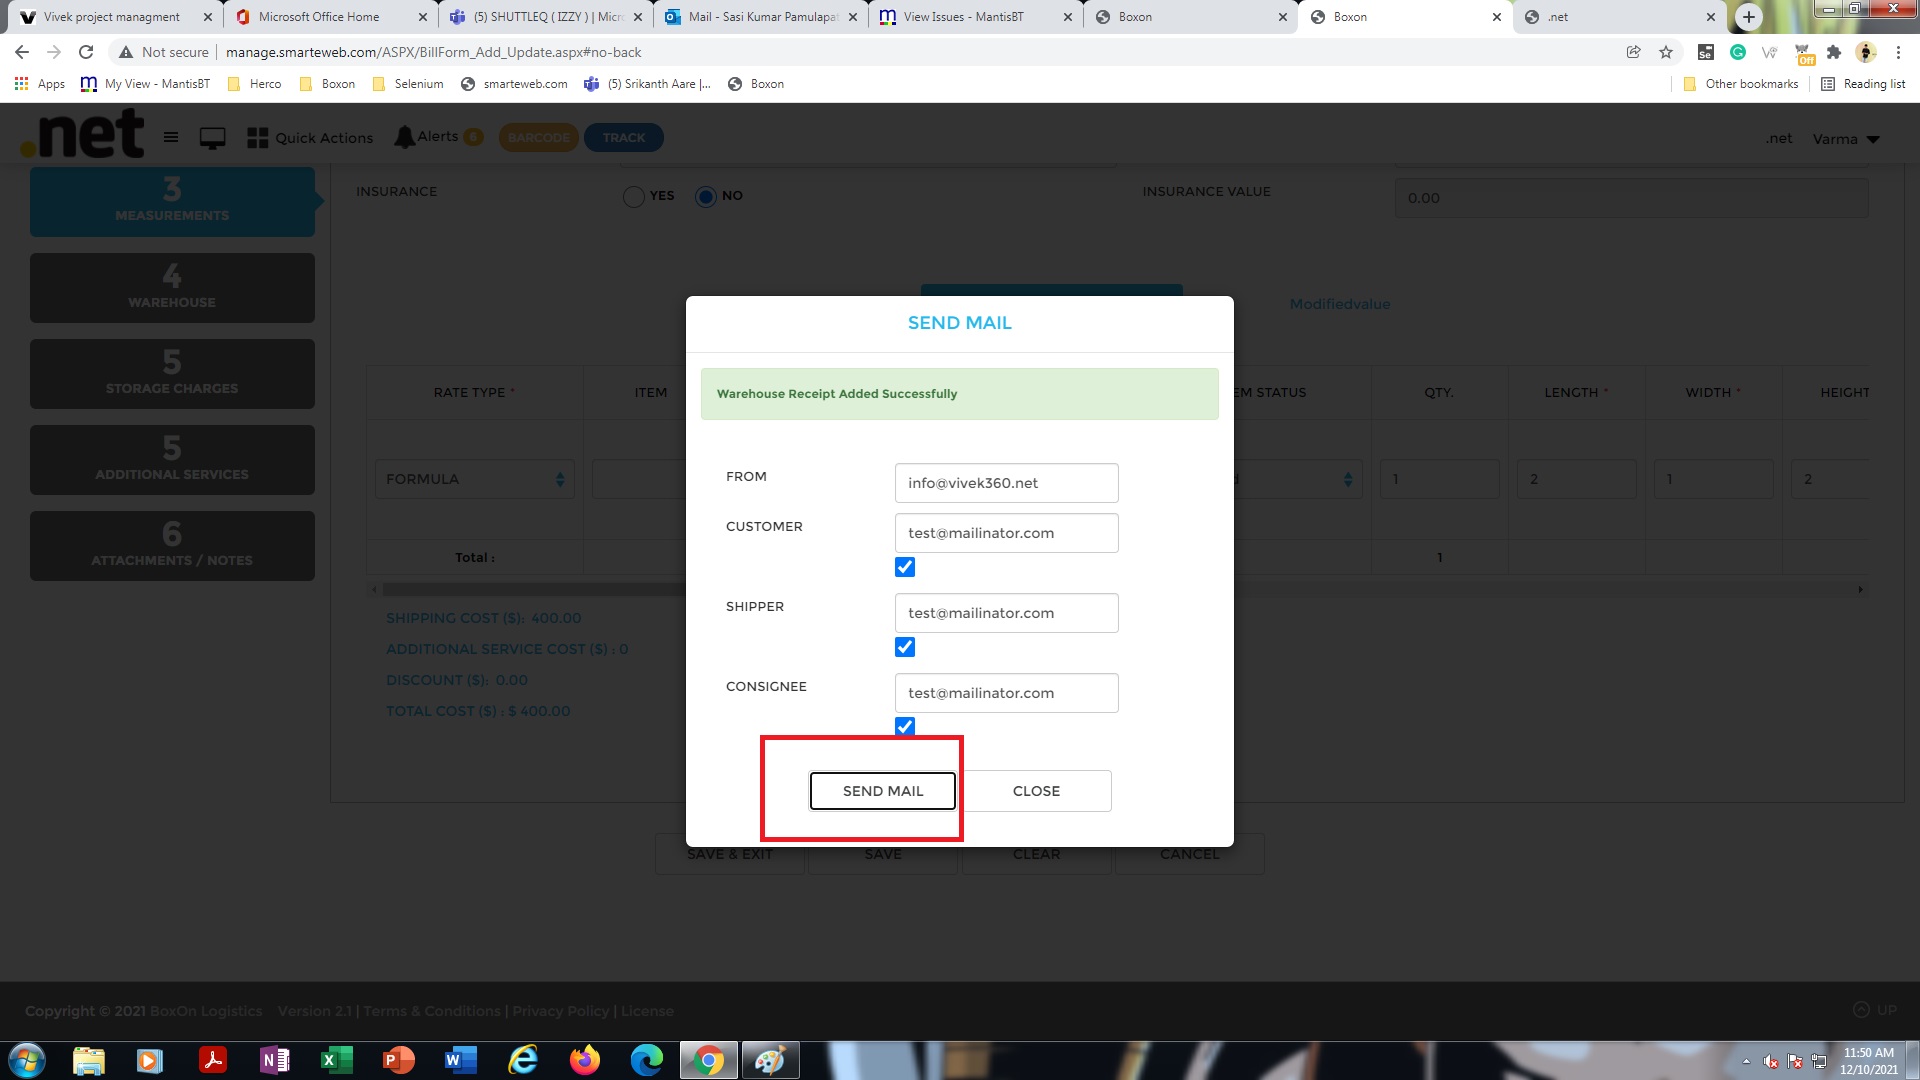 Vivek project managment
Microsoft Office Home
(5) SHUTTLEQ ( IZZY ) | Micro
Mail - Sasi Kumar Pamulapat
View Issues - MantisBT
Boxon
Boxon
.net
Not secure
manage.smarteweb.com/ASPX/BillForm_Add_Update.aspx#no-back
Off
Apps
My View - MantisBT
Herco
Boxon
Selenium
smarteweb.com
(5) Srikanth Aare |...
Boxon
Other bookmarks
Reading list
.net
Quick Actions
Alerts 6
BARCODE
TRACK
.net
Varma
3
MEASUREMENTS
4
WAREHOUSE
5
STORAGE CHARGES
5
ADDITIONAL SERVICES
6
ATTACHMENTS / NOTES
INSURANCE
YES
NO
INSURANCE VALUE
0.00
Modifiedvalue
RATE TYPE *
ITEM
EM STATUS
QTY.
LENGTH *
WIDTH *
HEIGHT
FORMULA
d
1
2
1
2
Total :
1
SHIPPING COST ($): 400.00
ADDITIONAL SERVICE COST ($) : 0
DISCOUNT ($): 0.00
TOTAL COST ($) : $ 400.00
SEND MAIL
Warehouse Receipt Added Successfully
FROM
info@vivek360.net
CUSTOMER
test@mailinator.com
SHIPPER
test@mailinator.com
CONSIGNEE
test@mailinator.com
SEND MAIL
CLOSE
SAVE & EXIT
SAVE
CLEAR
CANCEL
Copyright © 2021 BoxOn Logistics Version 2.1 | Terms & Conditions | Privacy Policy | License
UP
11:50 AM
12/10/2021